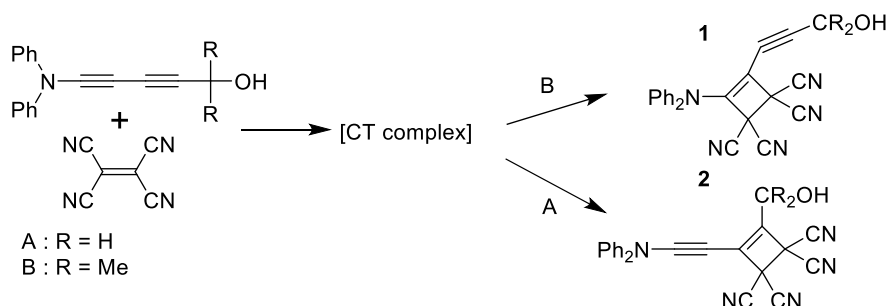 Ph
N
Ph
R
OH
R
+
NC
CN
NC
CN
A : R = H
B : R = Me
[CT complex]
B
A
1
CR₂OH
Ph₂N
CN
CN
NC
CN
2
CR₂OH
Ph₂N
CN
CN
NC
CN